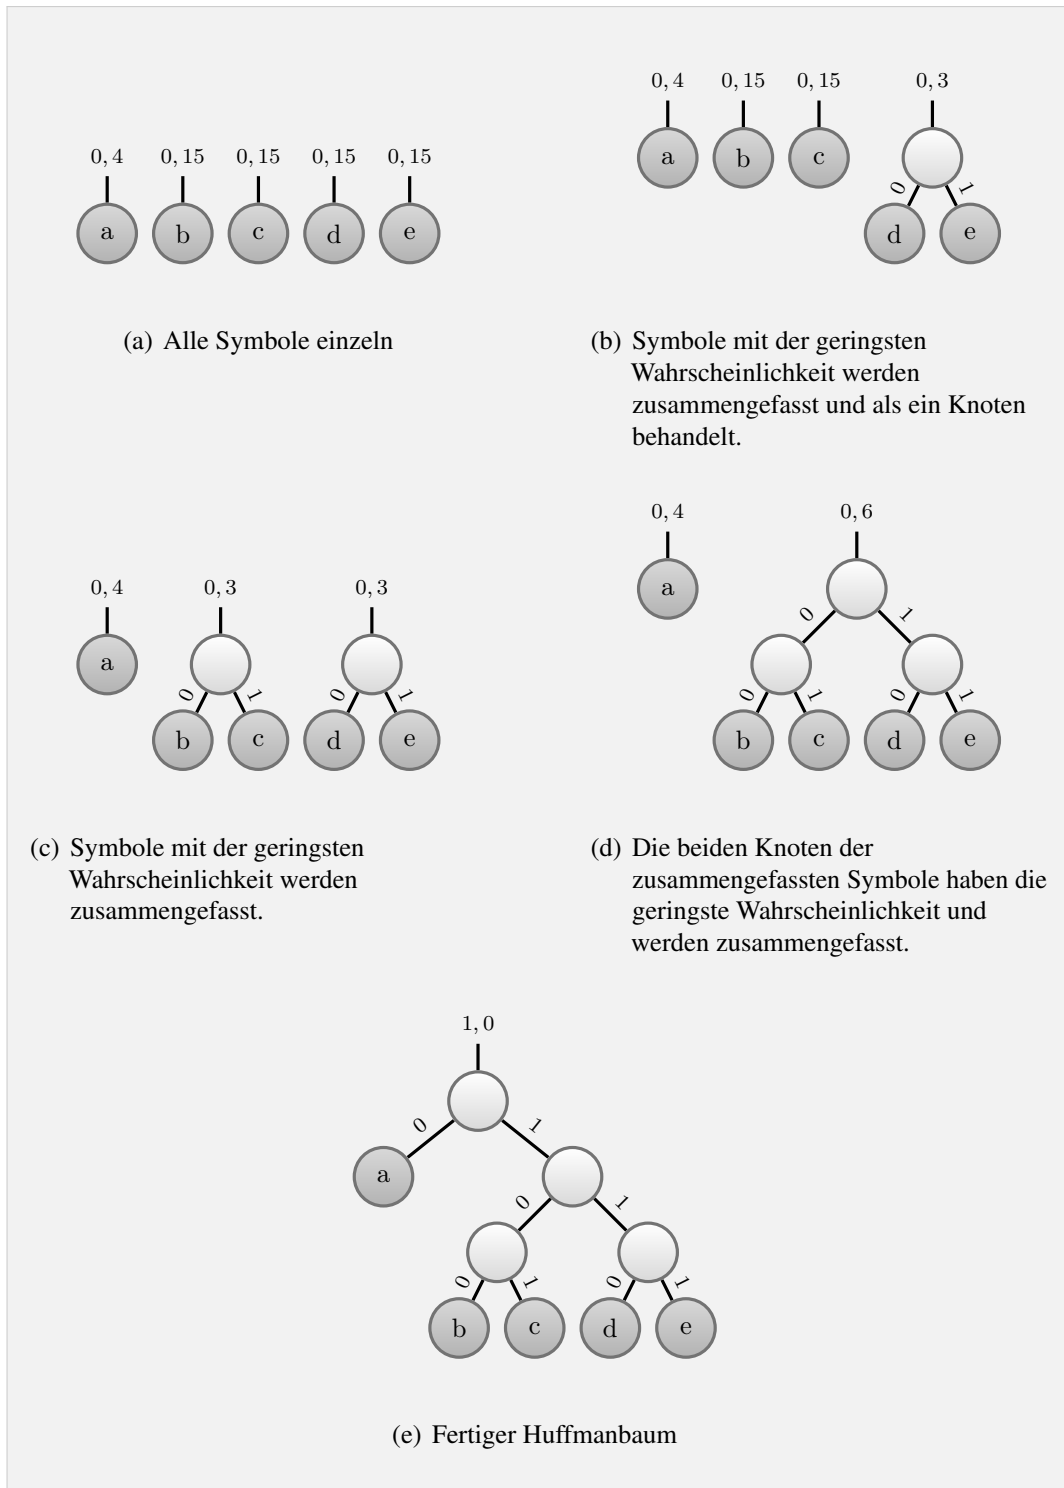 0, 4 0, 15 0, 15 0, 15 0, 15
a b c d e
(a) Alle Symbole einzeln
0, 4 0, 15 0, 15 0, 3
a b c
0 1
d e
(b) Symbole mit der geringsten
Wahrscheinlichkeit werden
zusammengefasst und als ein Knoten
behandelt.
0, 4 0, 3 0, 3
a
0 1 0 1
b c d e
(c) Symbole mit der geringsten
Wahrscheinlichkeit werden
zusammengefasst.
0, 4 0, 6
a
0 1
0 1 0 1
b c d e
(d) Die beiden Knoten der
zusammengefassten Symbole haben die
geringste Wahrscheinlichkeit und
werden zusammengefasst.
1, 0
0 1
a
0 1
0 1 0 1
b c d e
(e) Fertiger Huffmanbaum